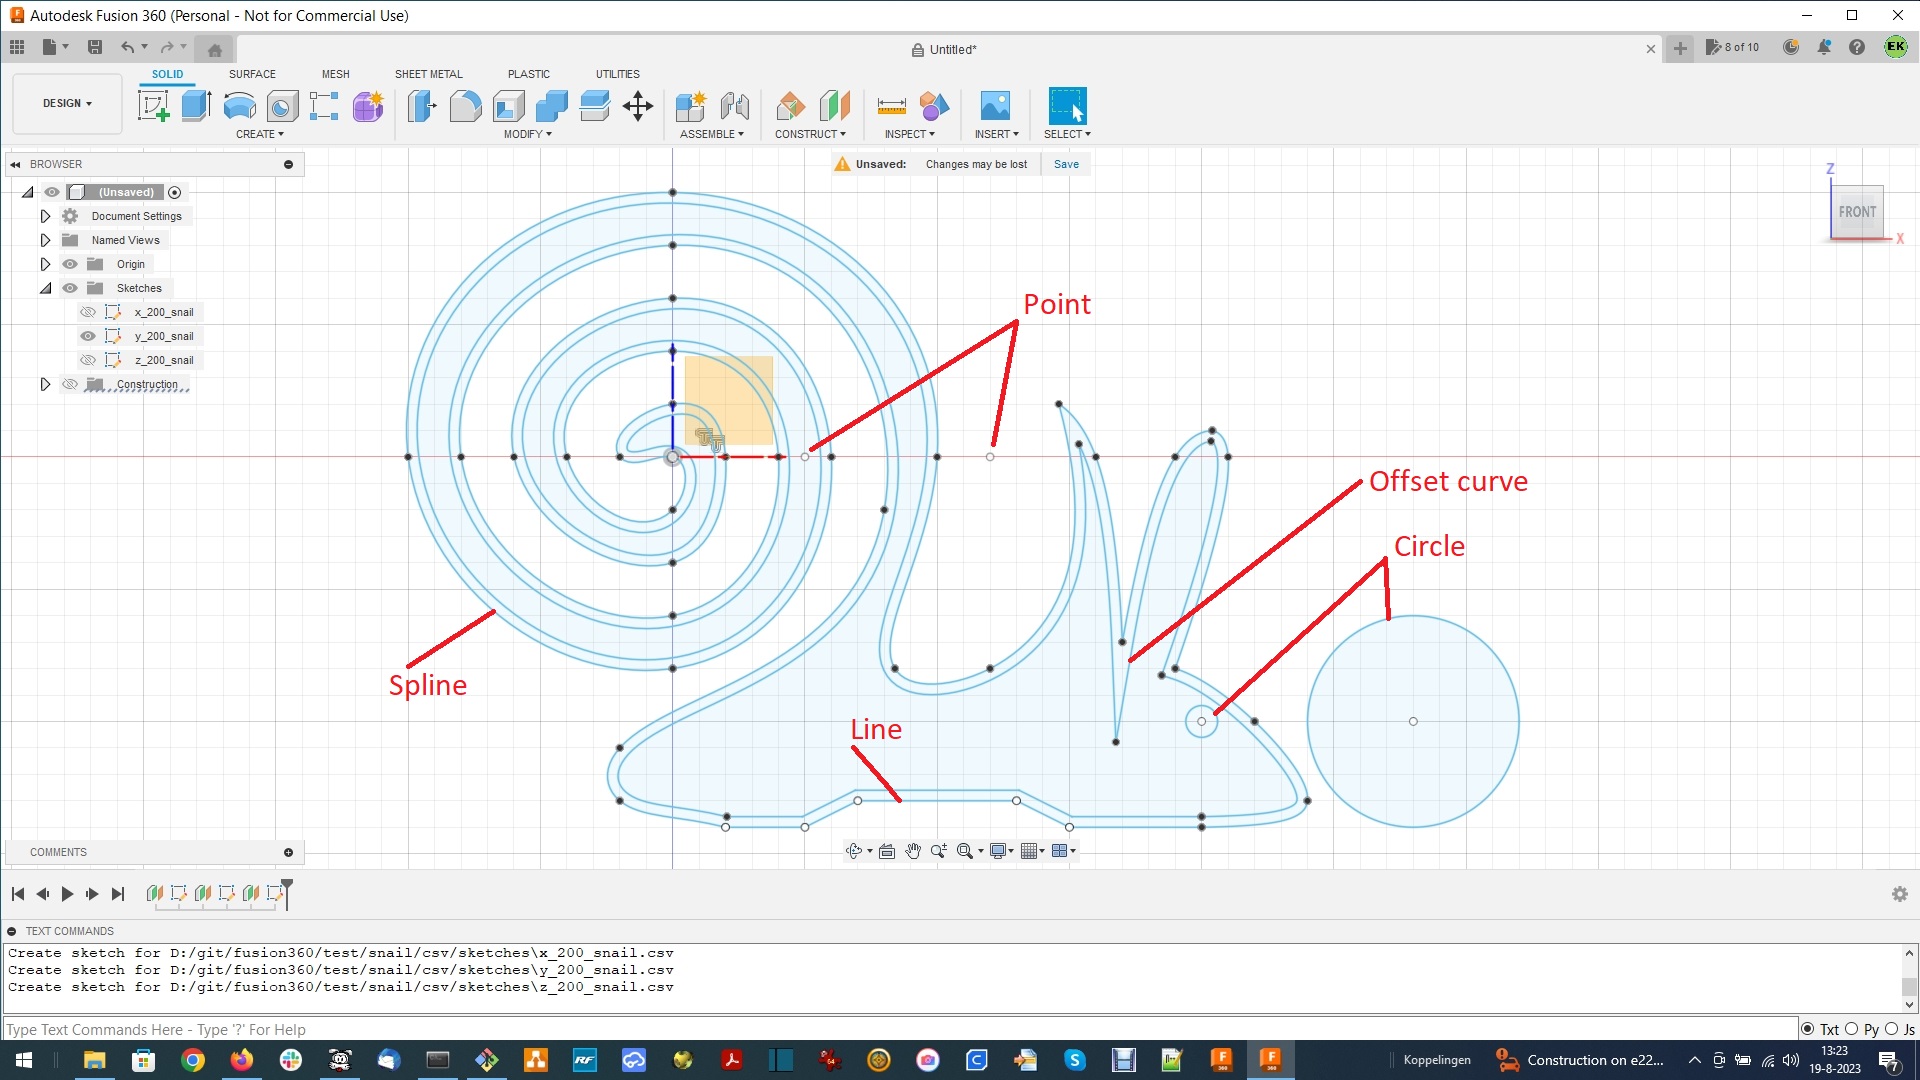 Autodesk Fusion 360 (Personal - Not for Commercial Use)
Untitled*
8 of 10
EK
DESIGN
SOLID
SURFACE
MESH
SHEET METAL
PLASTIC
UTILITIES
CREATE
MODIFY
ASSEMBLE
CONSTRUCT
INSPECT
INSERT
SELECT
BROWSER
Unsaved: Changes may be lost Save
(Unsaved)
Document Settings
Named Views
Origin
Sketches
x_200_snail
y_200_snail
z_200_snail
Construction
Z
FRONT
X
Point
Offset curve
Circle
Spline
Line
COMMENTS
TEXT COMMANDS
Create sketch for D:/git/fusion360/test/snail/csv/sketches\x_200_snail.csv
Create sketch for D:/git/fusion360/test/snail/csv/sketches\y_200_snail.csv
Create sketch for D:/git/fusion360/test/snail/csv/sketches\z_200_snail.csv
Type Text Commands Here - Type '?' For Help
Txt Py Js
RF
64
Koppelingen
Construction on e22...
13:23
19-8-2023
7